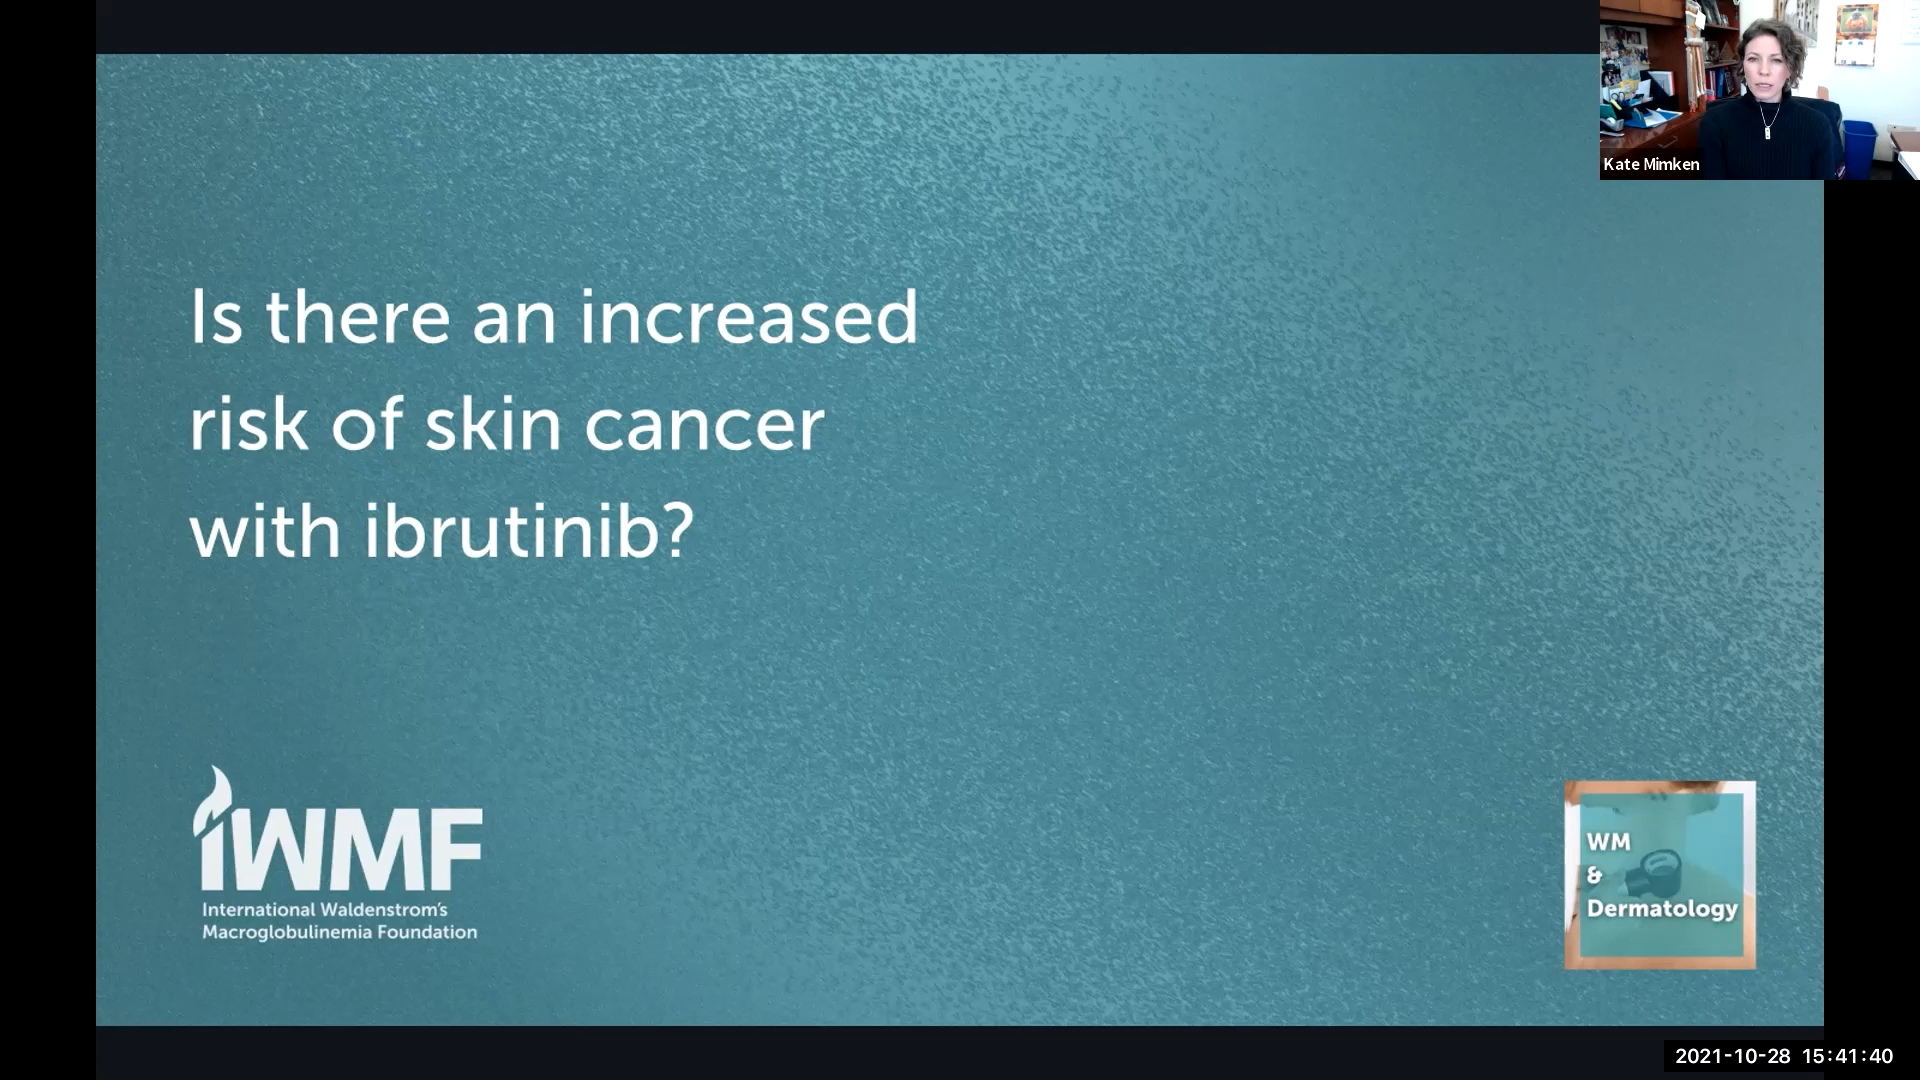 Kate Mimken
Is there an increased
risk of skin cancer
with ibrutinib?
iWMF
International Waldenstrom's
Macroglobulinemia Foundation
WM
&
Dermatology
2021-10-28 15:41:40